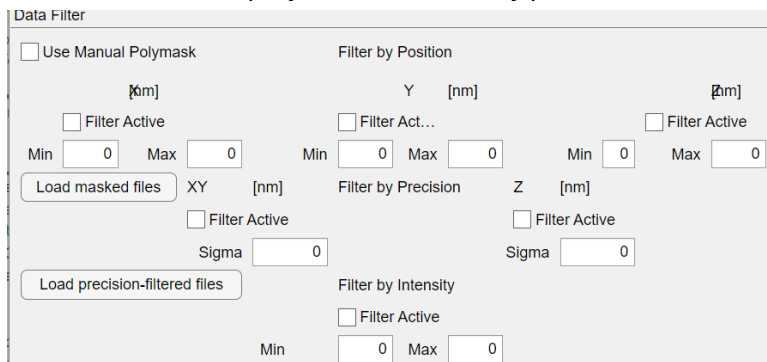 Data Filter
Use Manual Polymask Filter by Position
X [nm] Y [nm] Z [nm]
Filter Active Filter Act... Filter Active
Min 0 Max 0 Min 0 Max 0 Min 0 Max 0
Load masked files XY [nm] Filter by Precision Z [nm]
Filter Active Filter Active
Sigma 0 Sigma 0
Load precision-filtered files Filter by Intensity
Filter Active
Min 0 Max 0